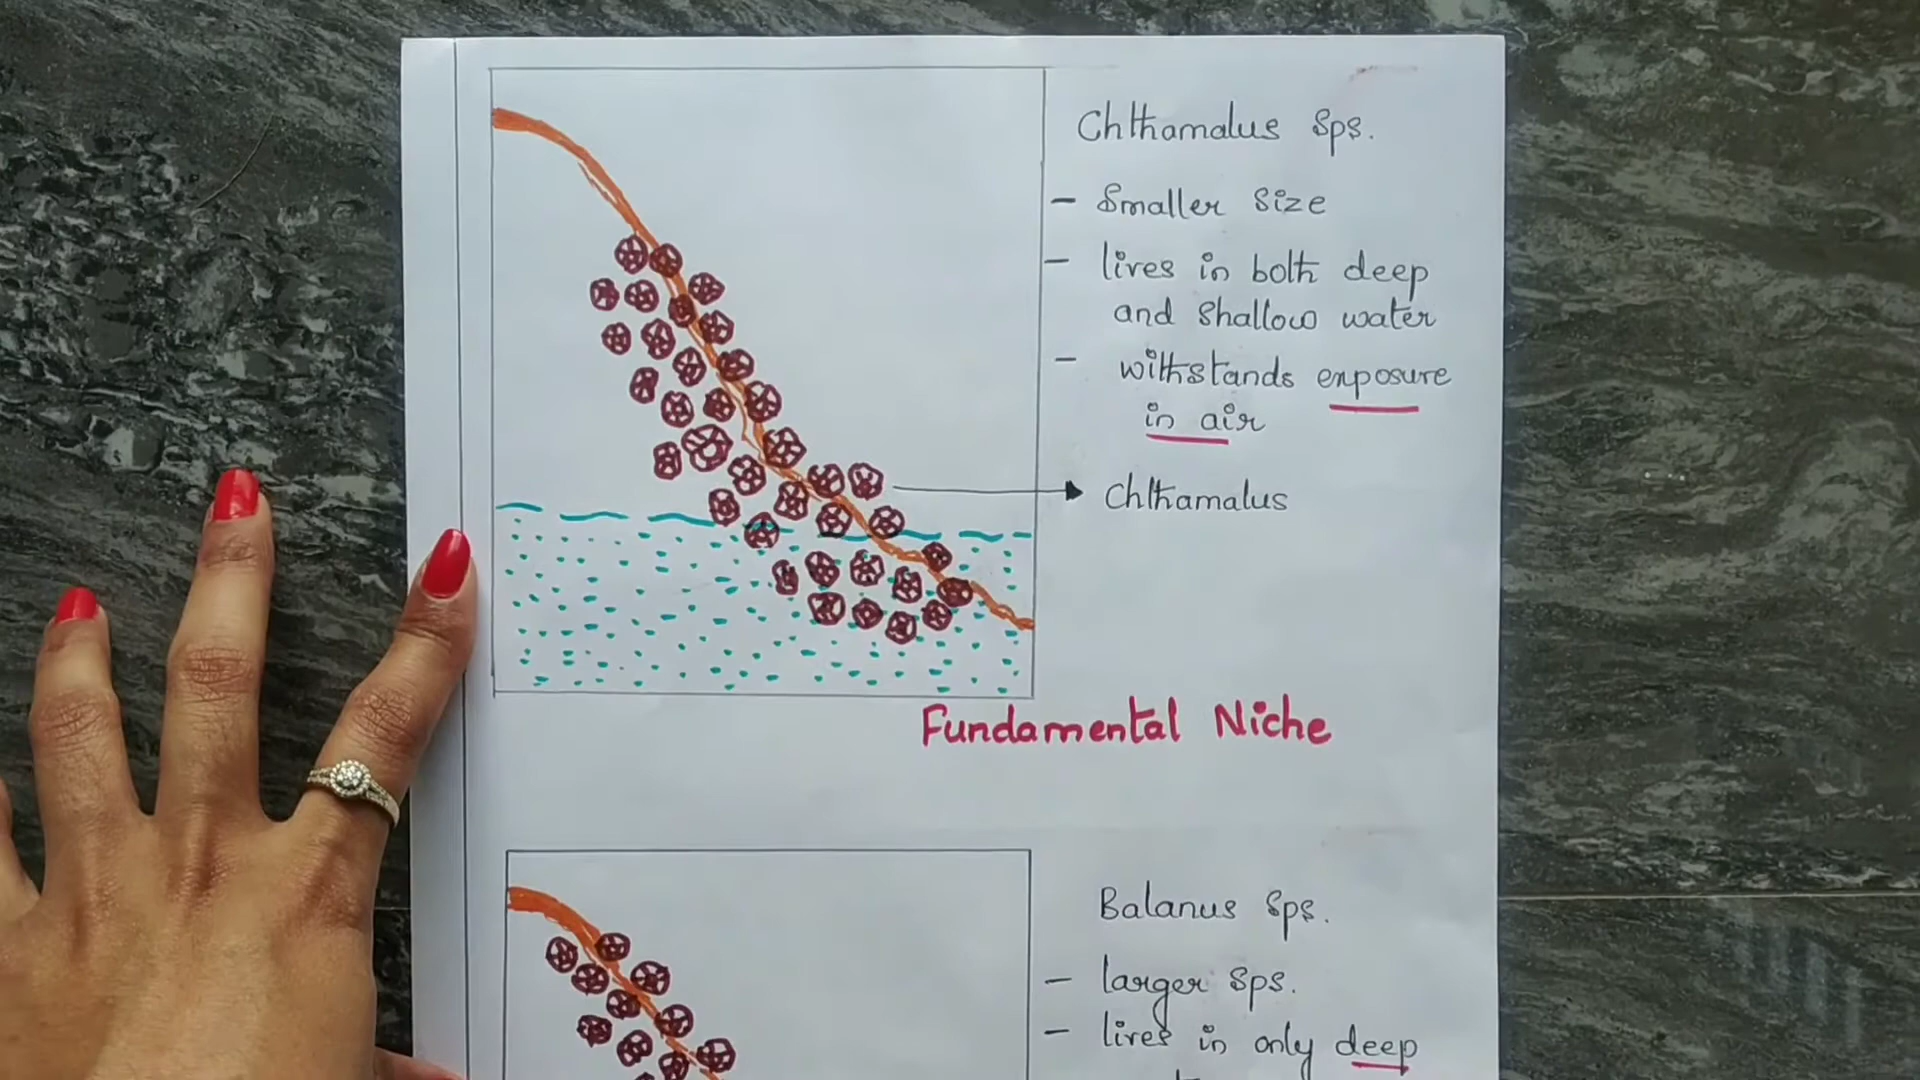 Chthamalus Sps.
- Smaller Size
- lives in both deep
and shallow water
- withstands exposure
in air
Chthamalus
Fundamental Niche
Balanus Sps.
- larger Sps.
- lives in only deep